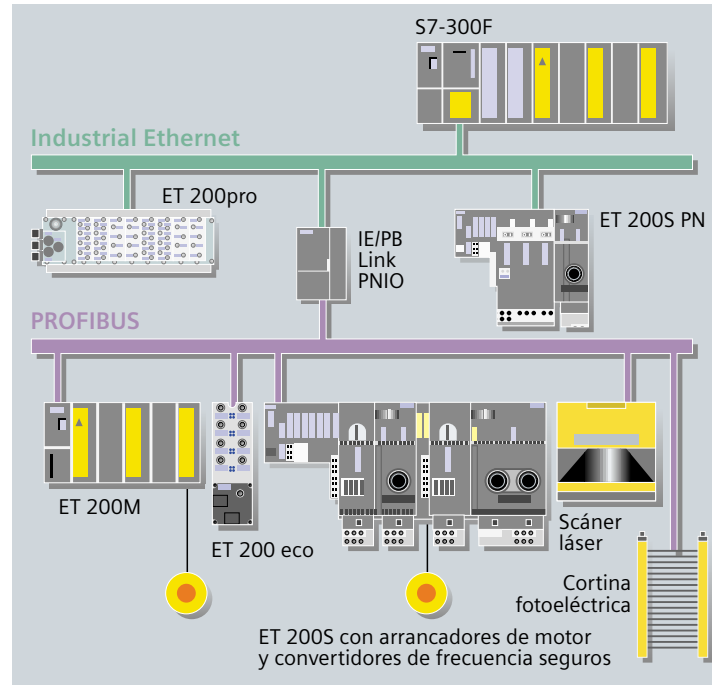 S7-300F
Industrial Ethernet
ET 200pro
ET 200S PN
IE/PB
Link
PNIO
PROFIBUS
ET 200M
ET 200 eco
Scáner
láser
Cortina
fotoeléctrica
ET 200S con arrancadores de motor
y convertidores de frecuencia seguros